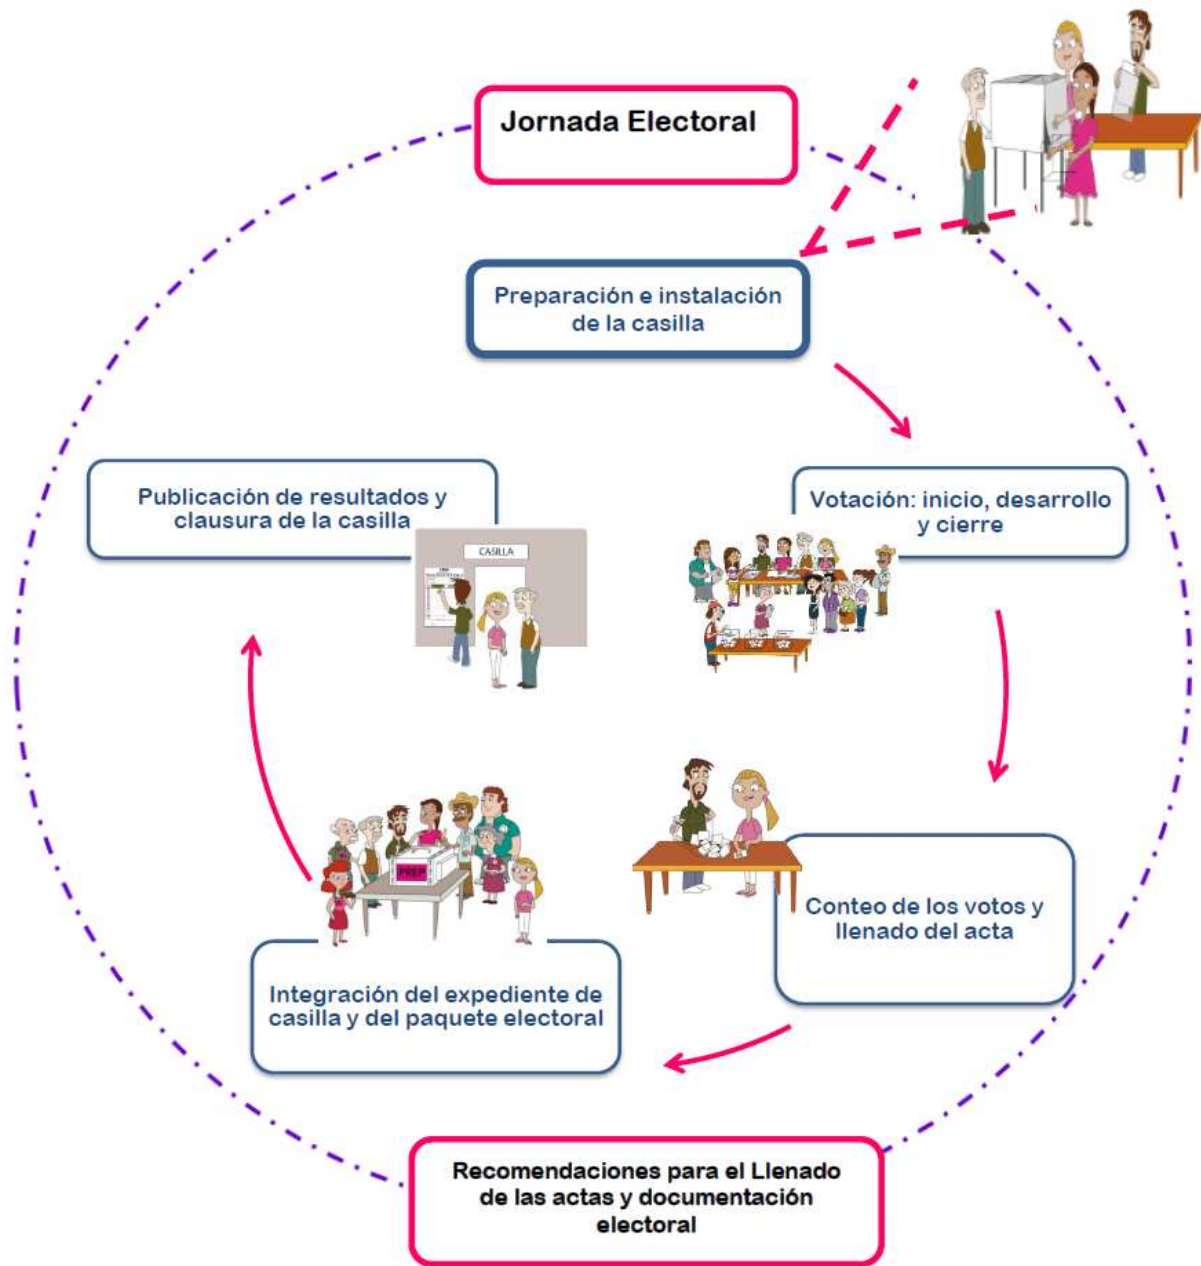 Jornada Electoral
Preparación e instalación
de la casilla
Votación: inicio, desarrollo
y cierre
Conteo de los votos y
llenado del acta
Integración del expediente de
casilla y del paquete electoral
PREP
Publicación de resultados y
clausura de la casilla
CASILLA
Recomendaciones para el Llenado
de las actas y documentación
electoral